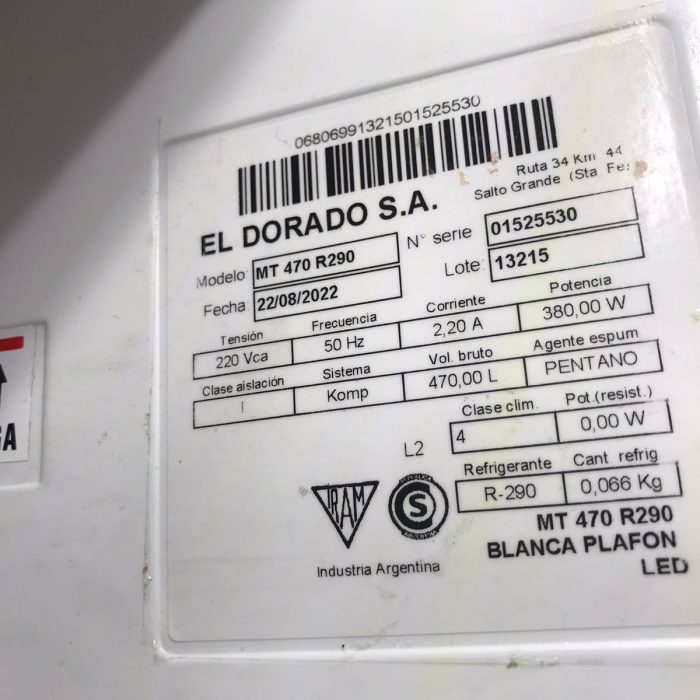 06806991321501525530
Ruta 34 Km 44
Salto Grande (Sta Fe)
EL DORADO S.A.
Modelo: MT 470 R290
N° serie 01525530
Fecha: 22/08/2022
Lote: 13215
Tensión Frecuencia Corriente Potencia
220 Vca 50 Hz 2,20 A 380,00 W
Clase aislación Sistema Vol. bruto Agente espum
I Komp 470,00 L PENTANO
Clase clim. Pot.(resist.)
L2 4 0,00 W
Refrigerante Cant refrig
R-290 0,066 Kg
IRAM
S
ARGENTINA
MT 470 R290
BLANCA PLAFON
LED
Industria Argentina
GA